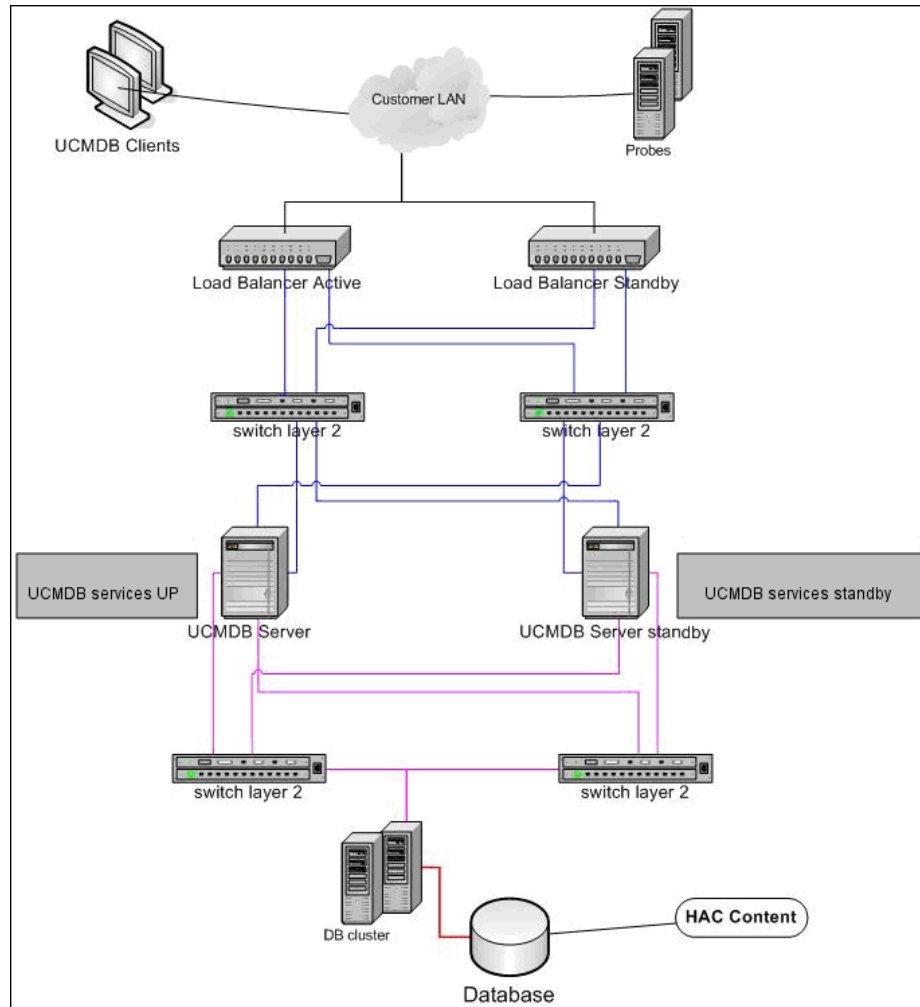 Customer LAN
UCMDB Clients
Probes
Load Balancer Active
Load Balancer Standby
switch layer 2
switch layer 2
UCMDB services UP
UCMDB services standby
UCMDB Server
UCMDB Server standby
switch layer 2
switch layer 2
HAC Content
DB cluster
Database